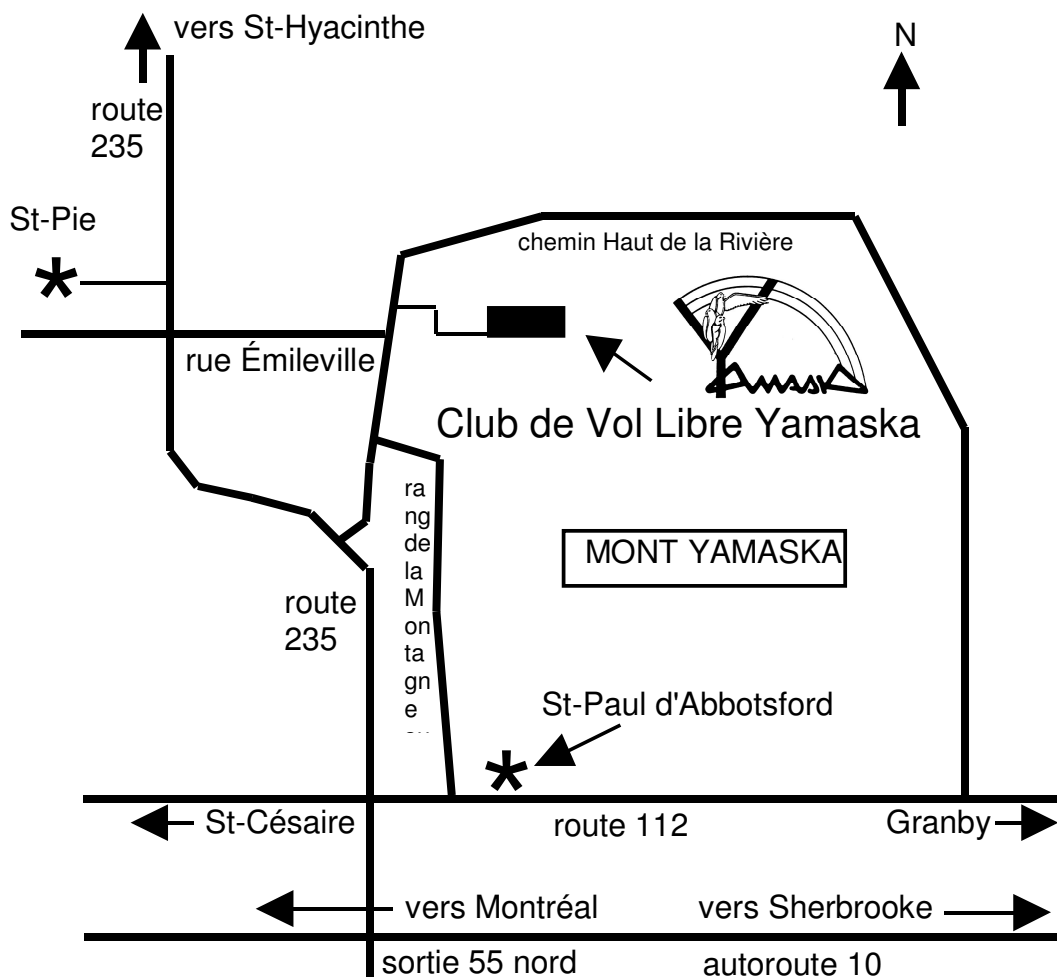 vers St-Hyacinthe
N
route
235
St-Pie
chemin Haut de la Rivière
rue Émileville
Club de Vol Libre Yamaska
ra
ng
de
la
M
on
ta
gn
e
MONT YAMASKA
route
235
St-Paul d'Abbotsford
St-Césaire
route 112
Granby
vers Montréal
vers Sherbrooke
sortie 55 nord
autoroute 10